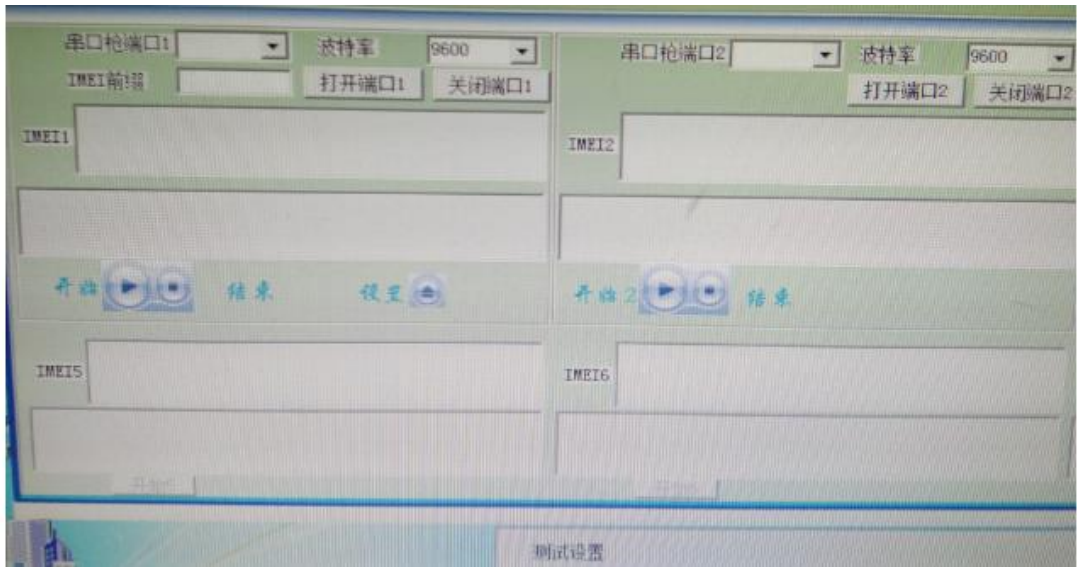 串口枪端口1 波特率 9600 串口枪端口2 波特率 9600
IMEI前缀 打开端口1 关闭端口1 打开端口2 关闭端口2
IMEI1 IMEI2
开始 结束 设置 开始2 结束
IMEI5 IMEI6
测试设置